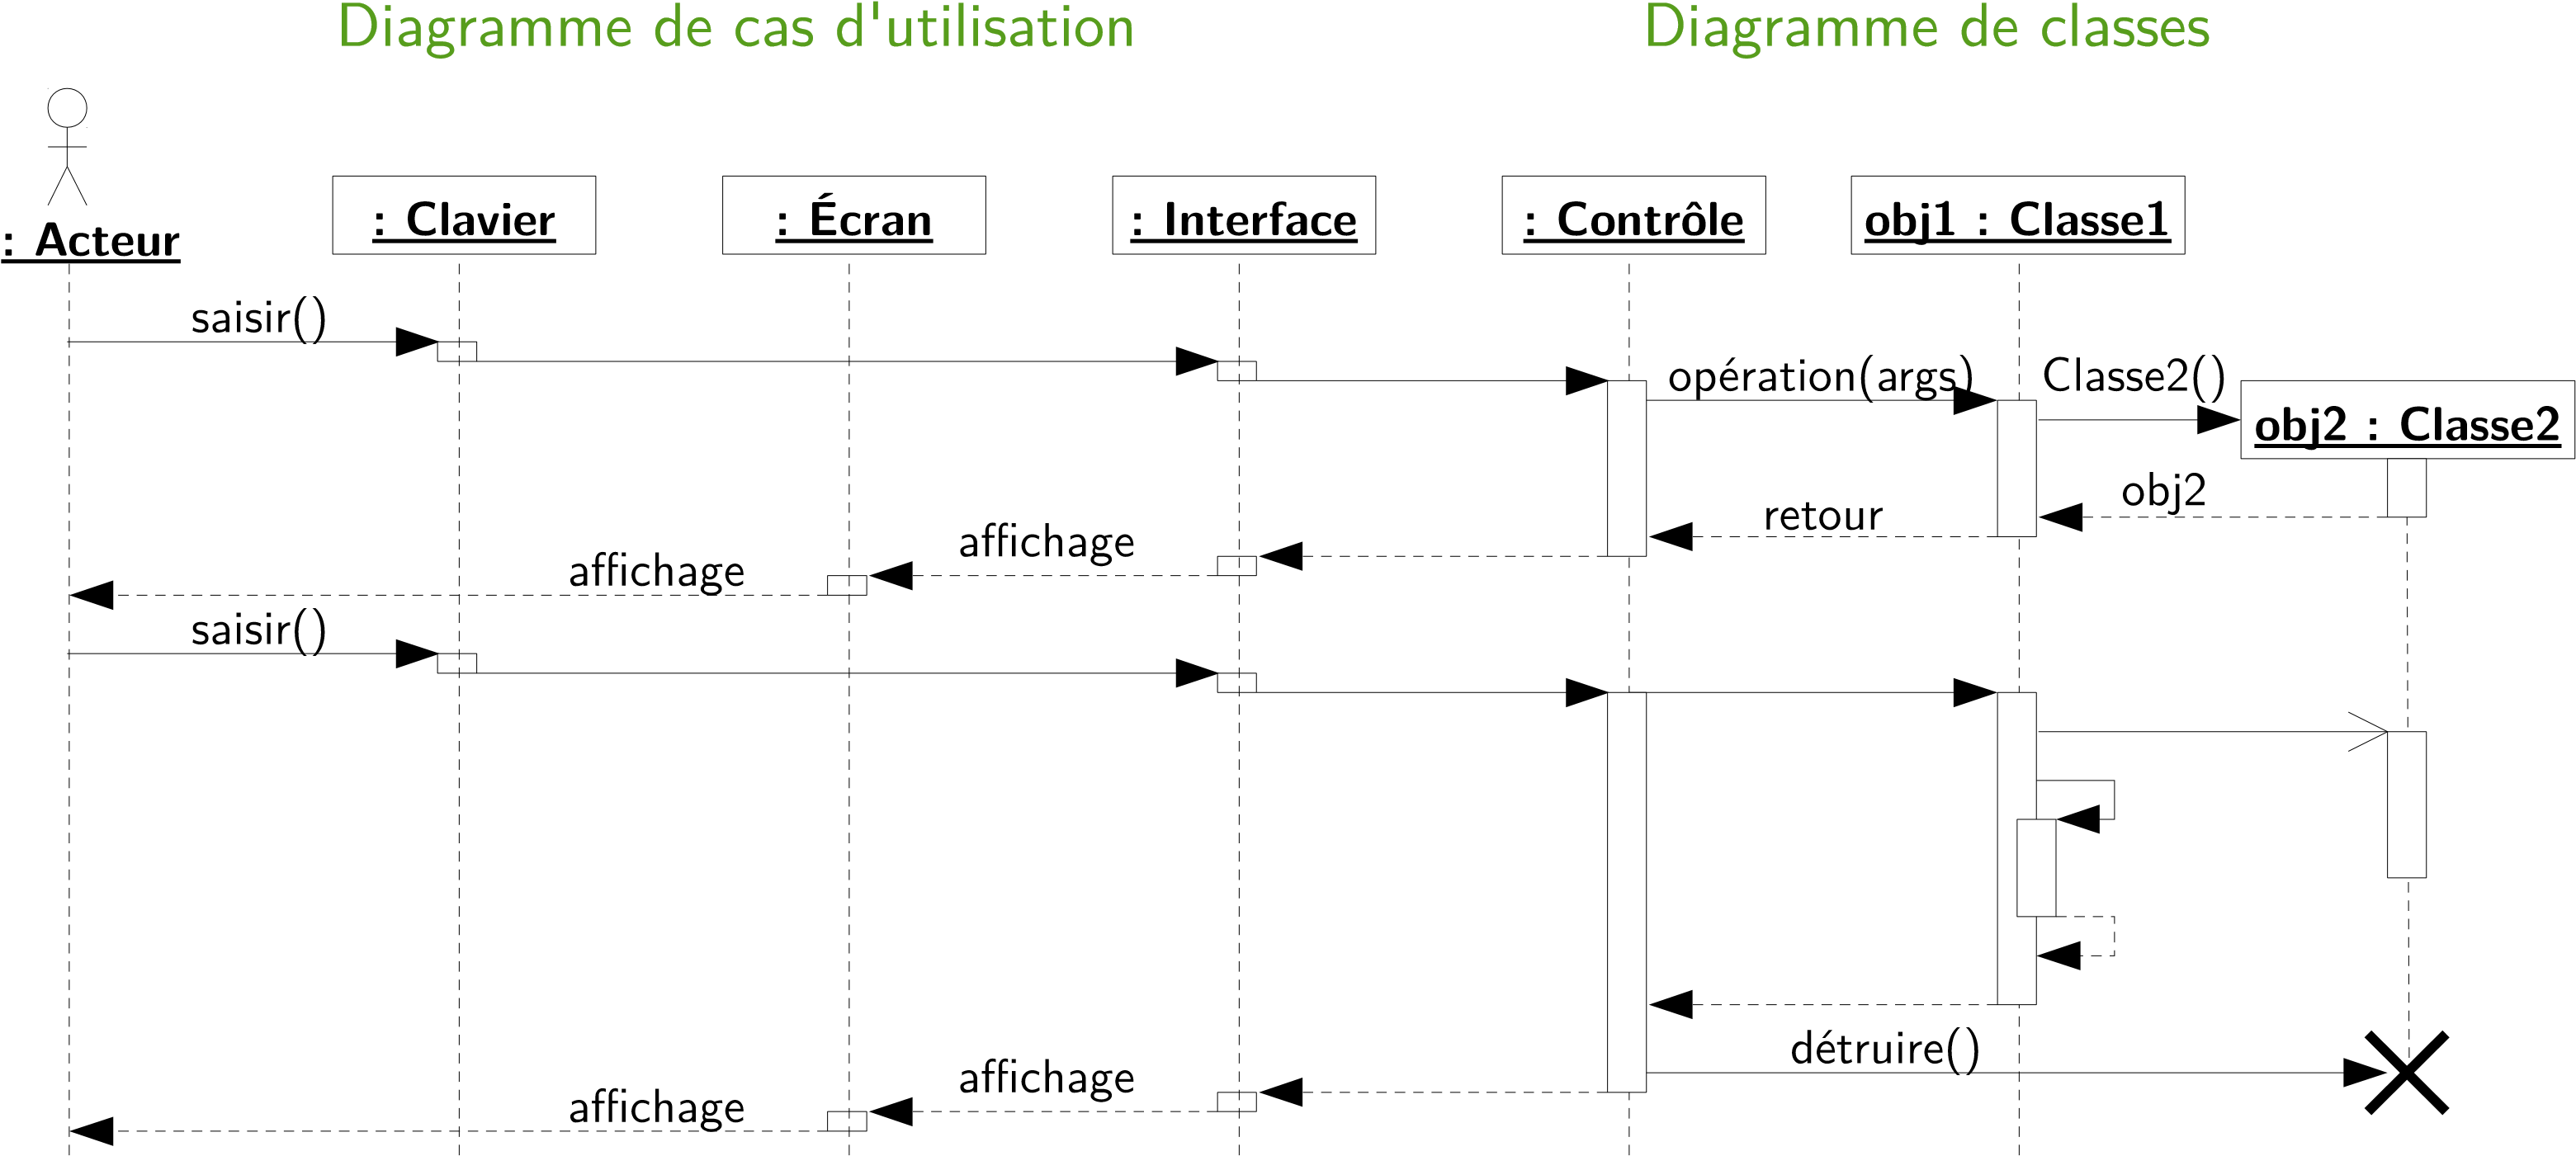 Diagramme de cas d'utilisation
Diagramme de classes
: Acteur
: Clavier
: Écran
: Interface
: Contrôle
obj1 : Classe1
saisir()
opération(args)
Classe2()
obj2 : Classe2
obj2
retour
affichage
affichage
saisir()
détruire()
affichage
affichage